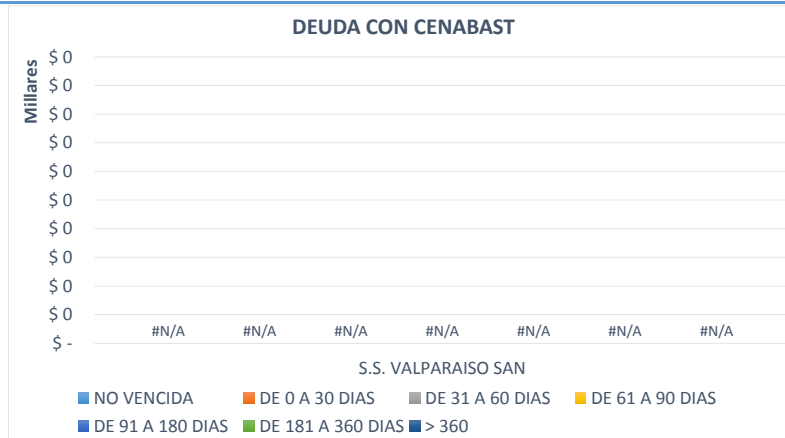 DEUDA CON CENABAST
Millares
$ 0
$ 0
$ 0
$ 0
$ 0
$ 0
$ 0
$ 0
$ 0
$ 0
$ -
#N/A #N/A #N/A #N/A #N/A #N/A #N/A
S.S. VALPARAISO SAN
NO VENCIDA DE 0 A 30 DIAS DE 31 A 60 DIAS DE 61 A 90 DIAS
DE 91 A 180 DIAS DE 181 A 360 DIAS > 360